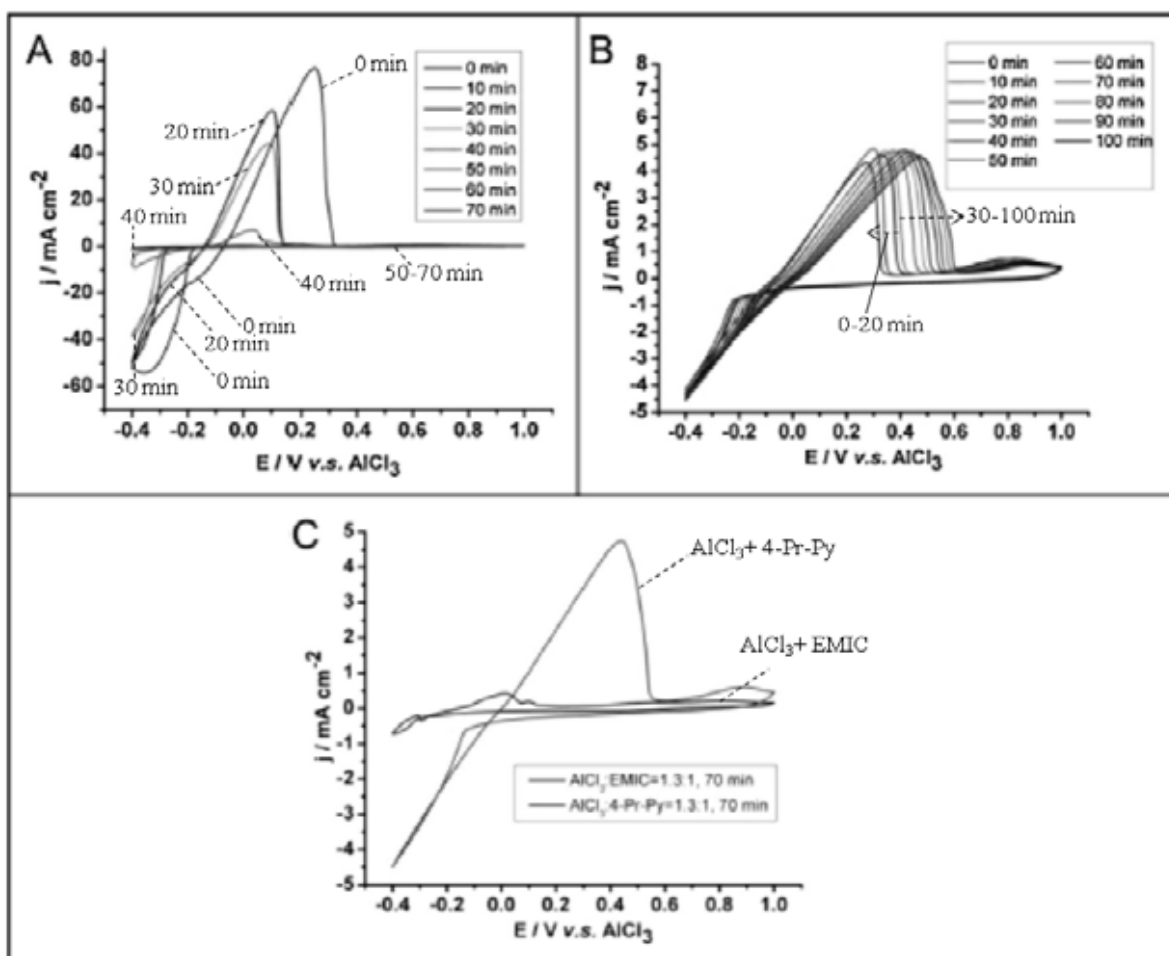 A
80
60
40
20
0
-20
-40
-60
j / mA cm⁻²
-0.4 -0.2 0.0 0.2 0.4 0.6 0.8 1.0
E / V v.s. AlCl₃
0 min
10 min
20 min
30 min
40 min
50 min
60 min
70 min
0 min
20 min
30 min
40 min
40 min
50-70 min
0 min
20 min
0 min
30 min
B
8
7
6
5
4
3
2
1
0
-1
-2
-3
-4
-5
j / mA cm⁻²
-0.4 -0.2 0.0 0.2 0.4 0.6 0.8 1.0
E / V v.s. AlCl₃
0 min 60 min
10 min 70 min
20 min 80 min
30 min 90 min
40 min 100 min
50 min
30-100 min
0-20 min
C
5
4
3
2
1
0
-1
-2
-3
-4
-5
j / mA cm⁻²
-0.4 -0.2 0.0 0.2 0.4 0.6 0.8 1.0
E / V v.s. AlCl₃
AlCl₃+ 4-Pr-Py
AlCl₃+ EMIC
AlCl₃:EMIC=1.3:1, 70 min
AlCl₃:4-Pr-Py=1.3:1, 70 min